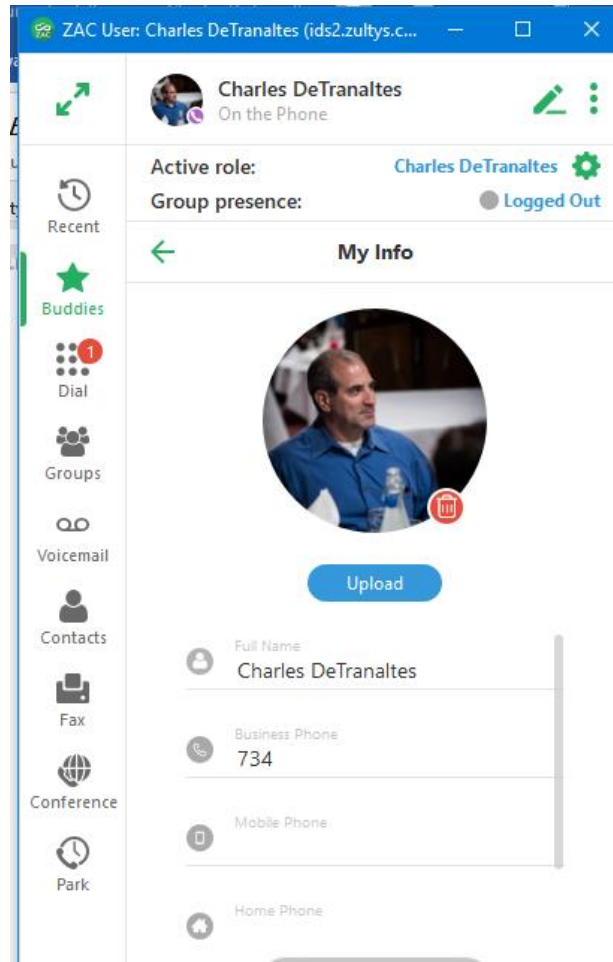 ZAC User: Charles DeTranaltes (ids2.zultys.c...
ZAC
Charles DeTranaltes
On the Phone
Active role: Charles DeTranaltes
Group presence: Logged Out
Recent
Buddies
1
Dial
Groups
Voicemail
Contacts
Fax
Conference
Park
My Info
Upload
Full Name
Charles DeTranaltes
Business Phone
734
Mobile Phone
Home Phone